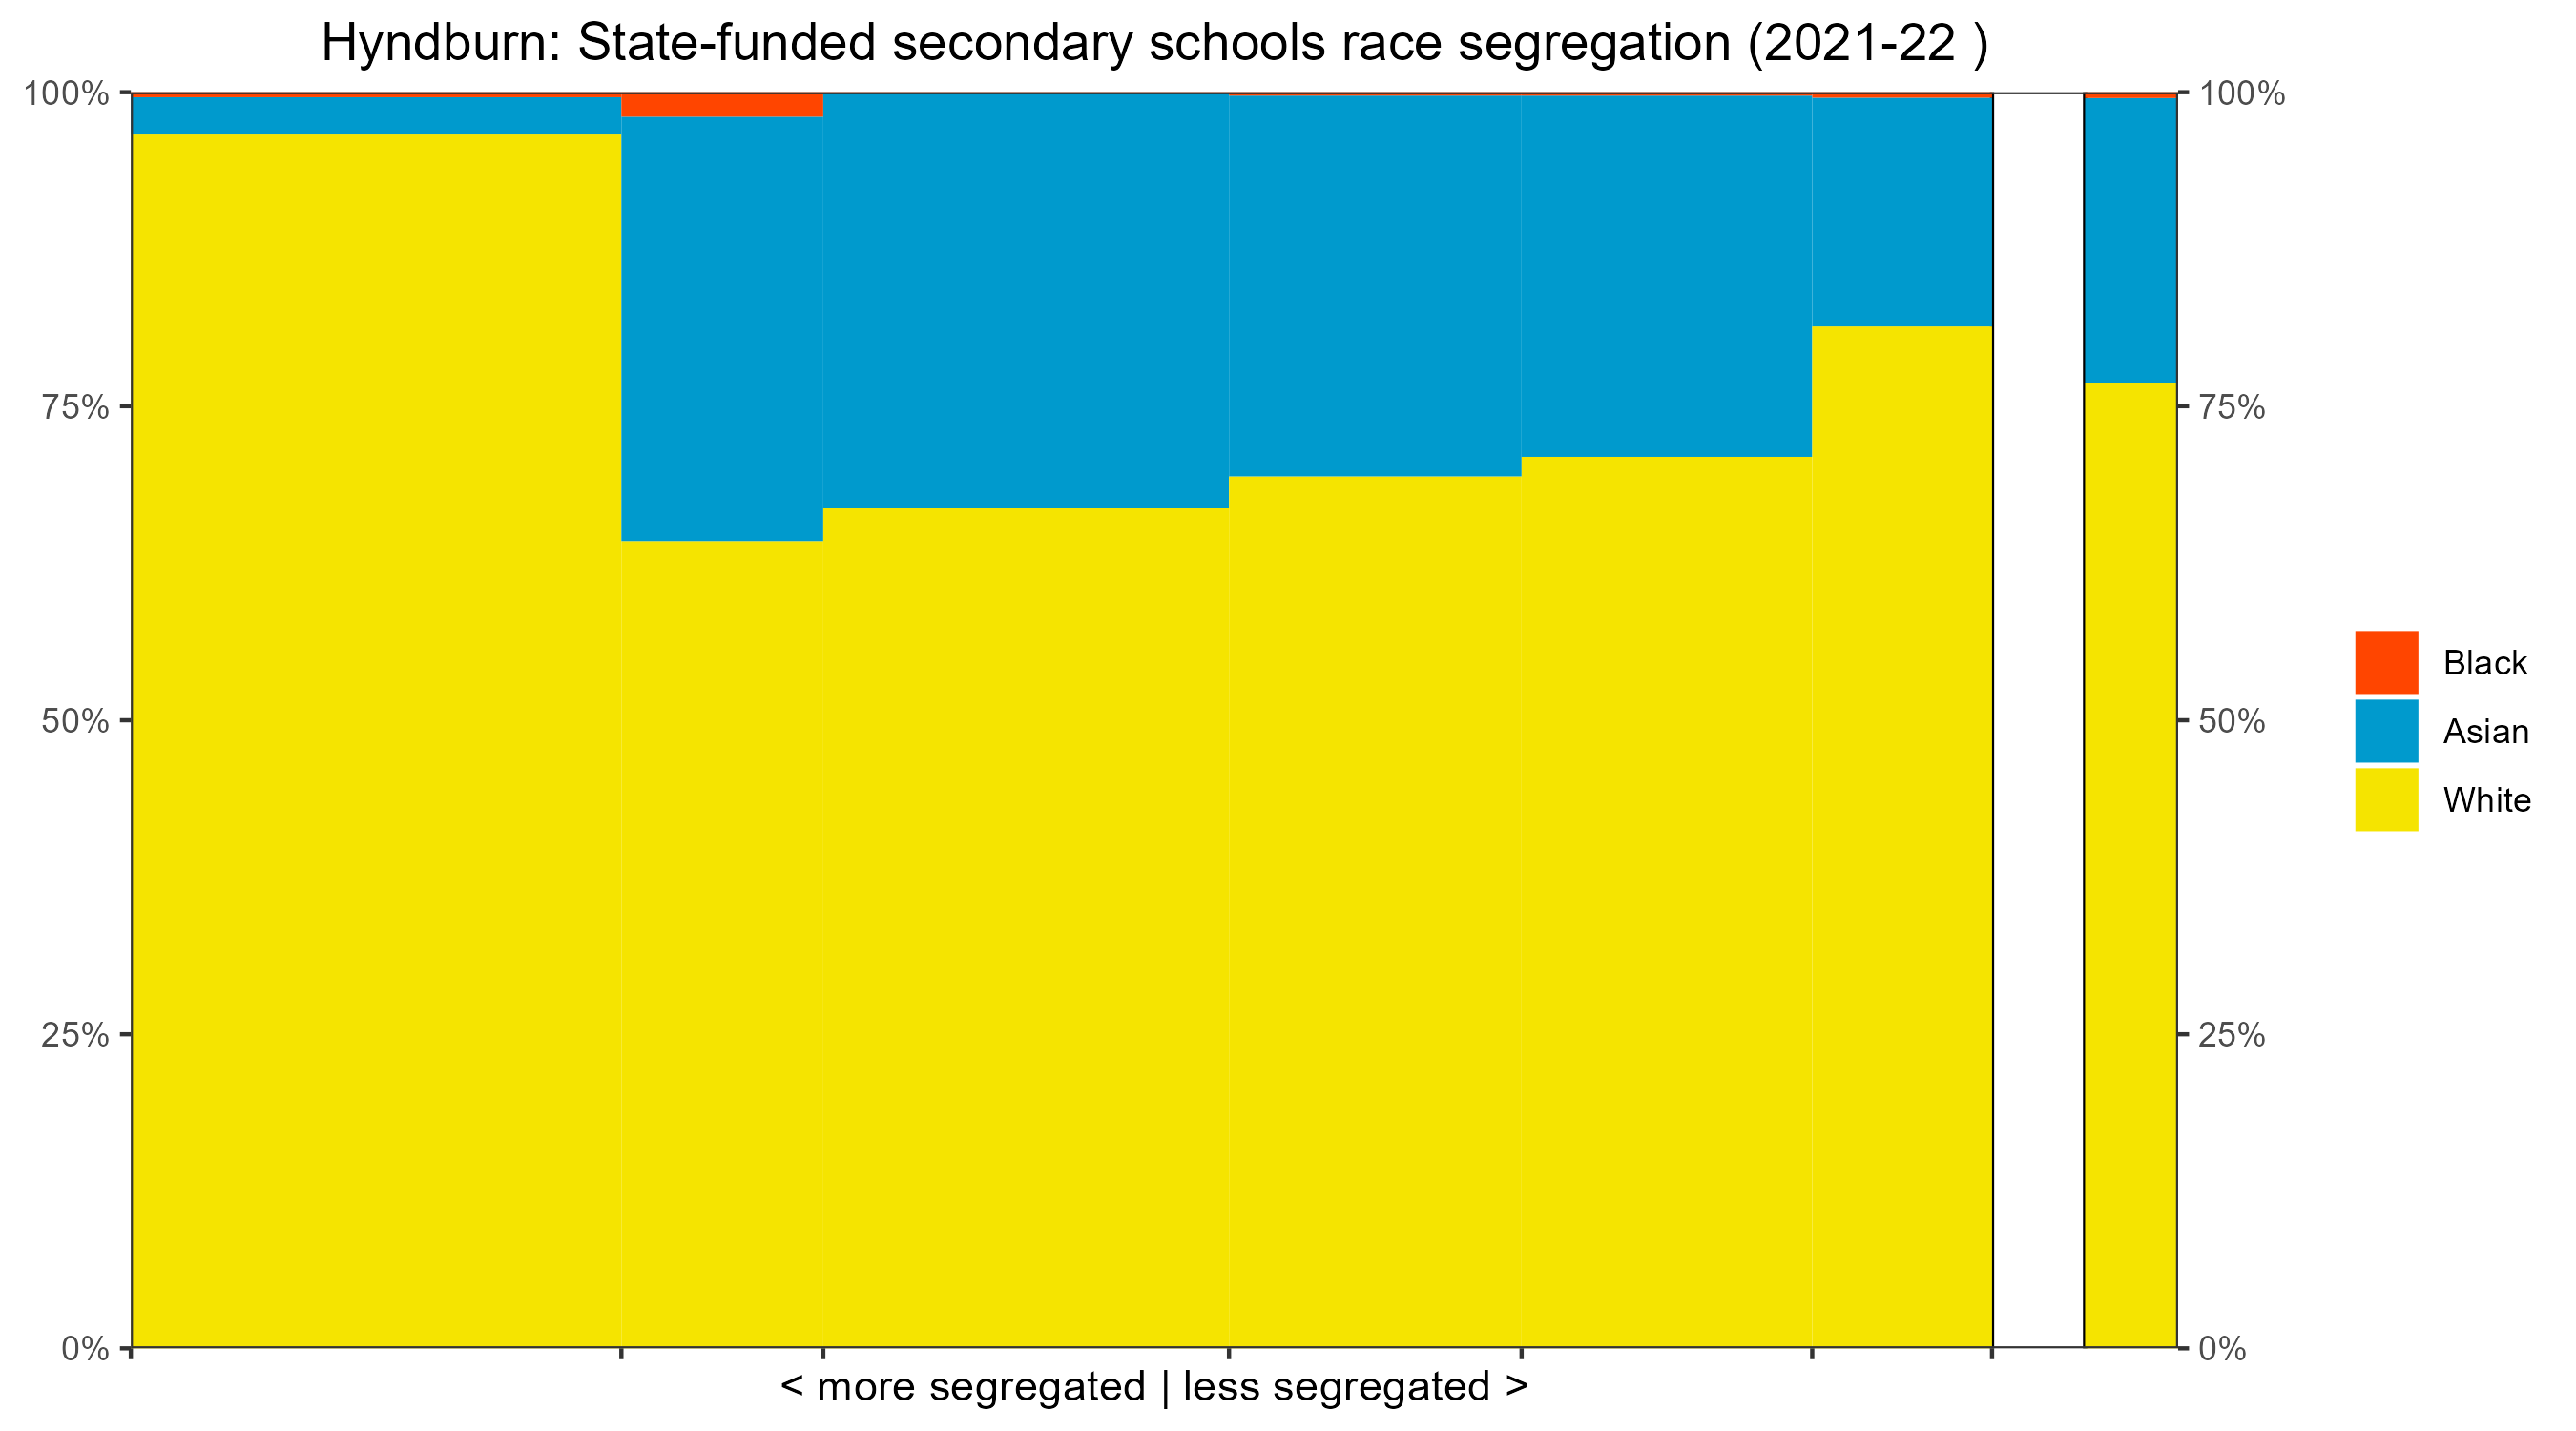 Hyndburn: State-funded secondary schools race segregation (2021-22 )
100%
75%
50%
25%
0%
100%
75%
50%
25%
0%
Black
Asian
White
< more segregated | less segregated >